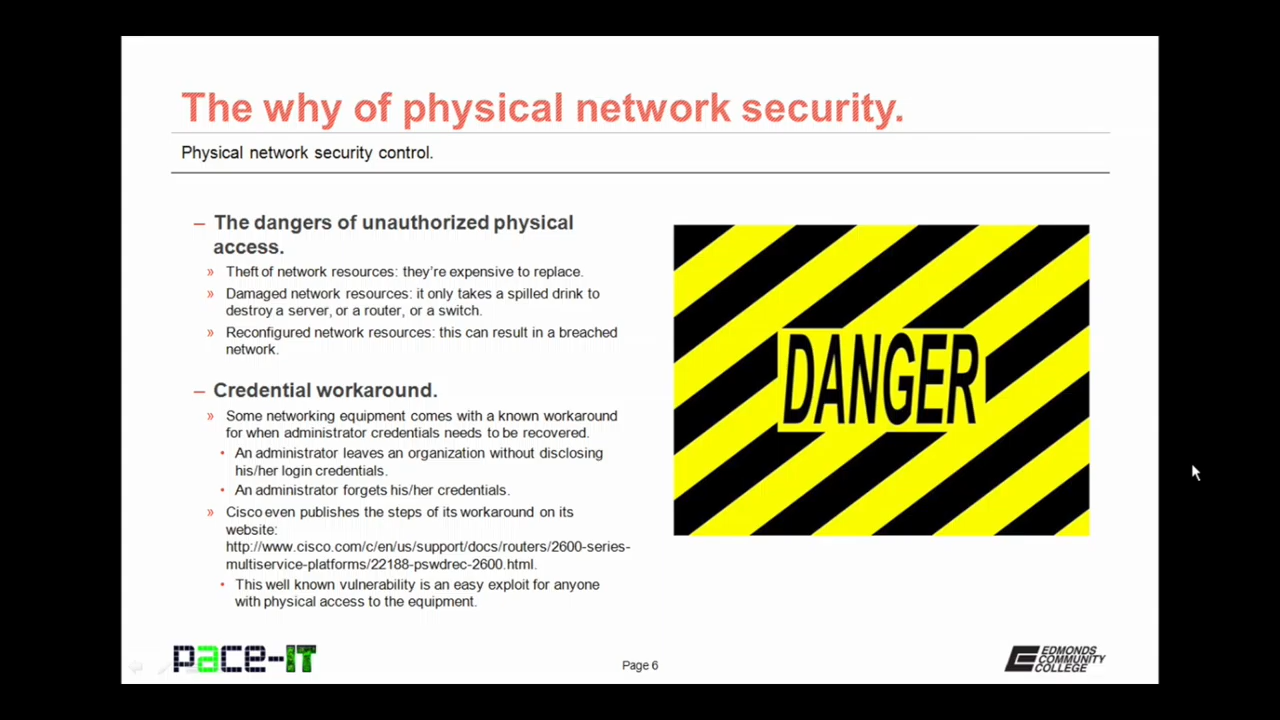 The why of physical network security.
Physical network security control.
– The dangers of unauthorized physical
access.
» Theft of network resources: they're expensive to replace.
» Damaged network resources: it only takes a spilled drink to
destroy a server, or a router, or a switch.
» Reconfigured network resources: this can result in a breached
network.
– Credential workaround.
» Some networking equipment comes with a known workaround
for when administrator credentials needs to be recovered.
• An administrator leaves an organization without disclosing
his/her login credentials.
• An administrator forgets his/her credentials.
» Cisco even publishes the steps of its workaround on its
website:
http://www.cisco.com/c/en/us/support/docs/routers/2600-series-
multiservice-platforms/22188-pswdrec-2600.html.
• This well known vulnerability is an easy exploit for anyone
with physical access to the equipment.
DANGER
pace-IT
Page 6
EDMONDS
COMMUNITY
COLLEGE